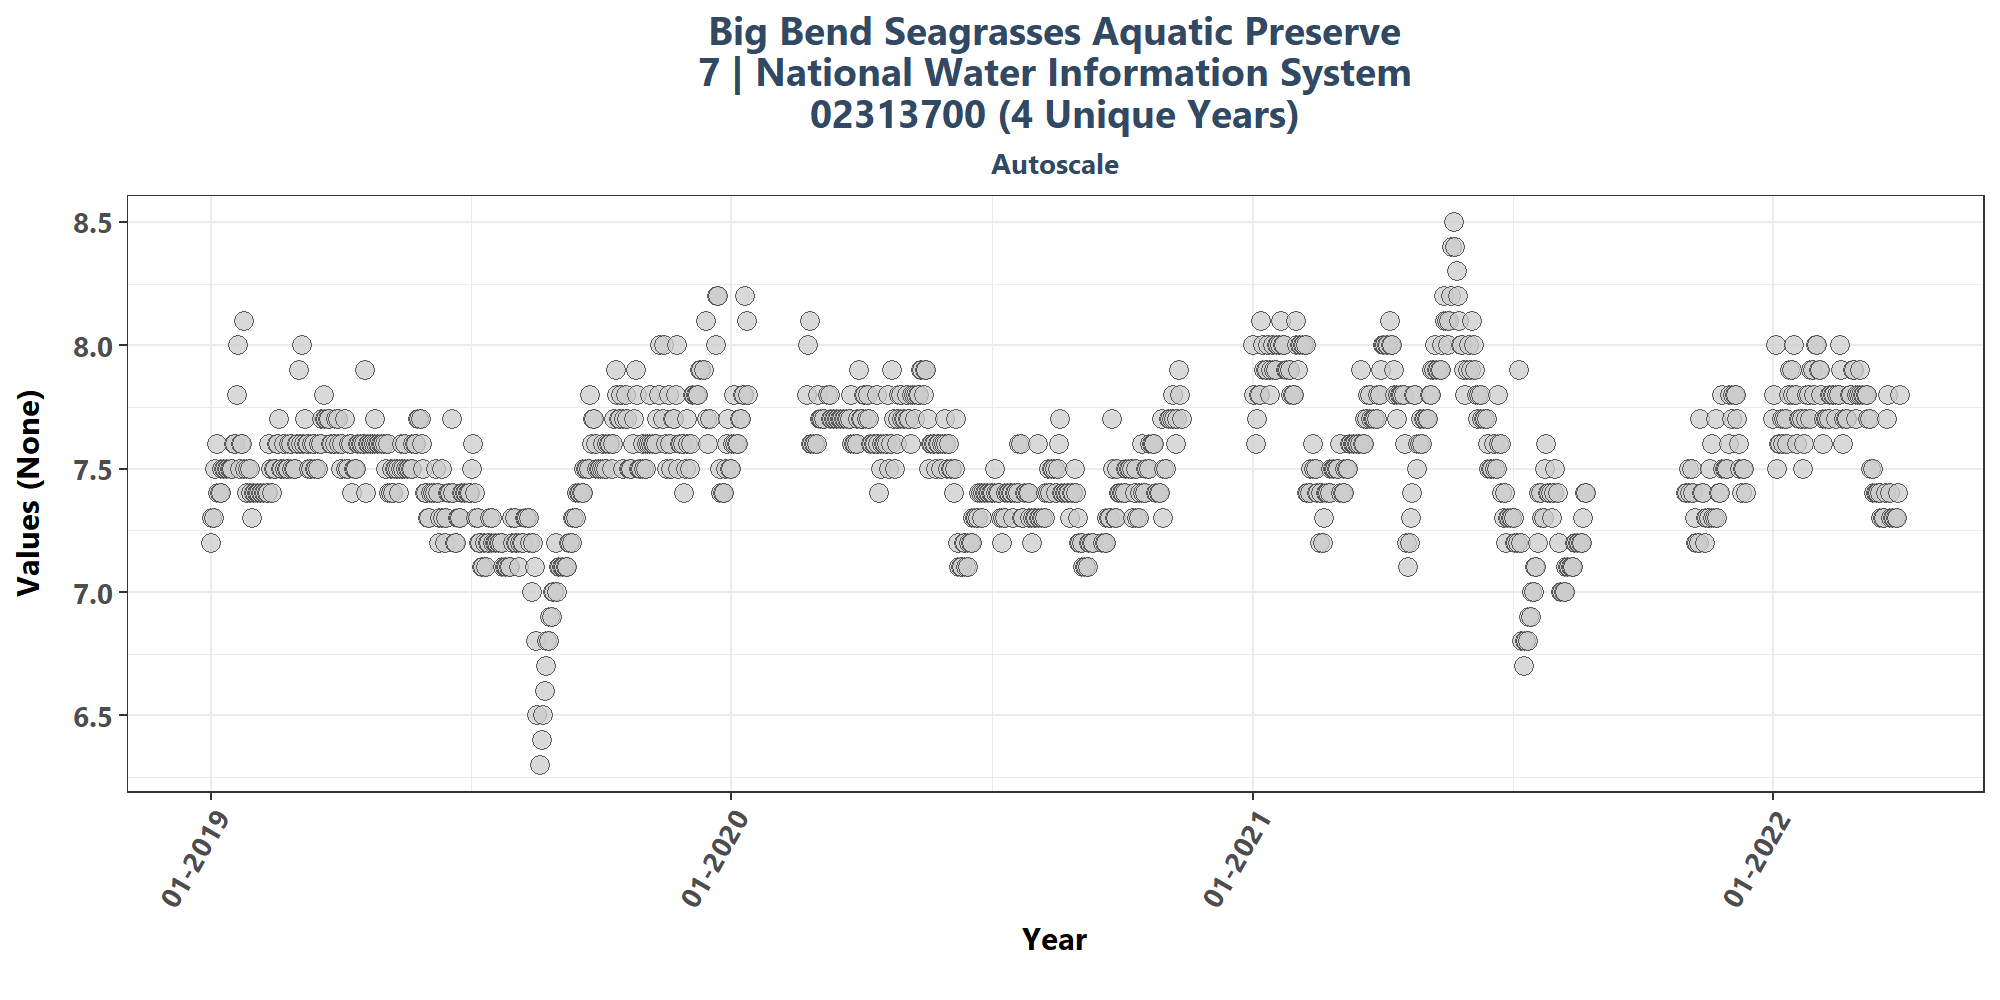 Big Bend Seagrasses Aquatic Preserve
7 | National Water Information System
02313700 (4 Unique Years)
Autoscale
Values (None)
8.5
8.0
7.5
7.0
6.5
01-2019
01-2020
01-2021
01-2022
Year